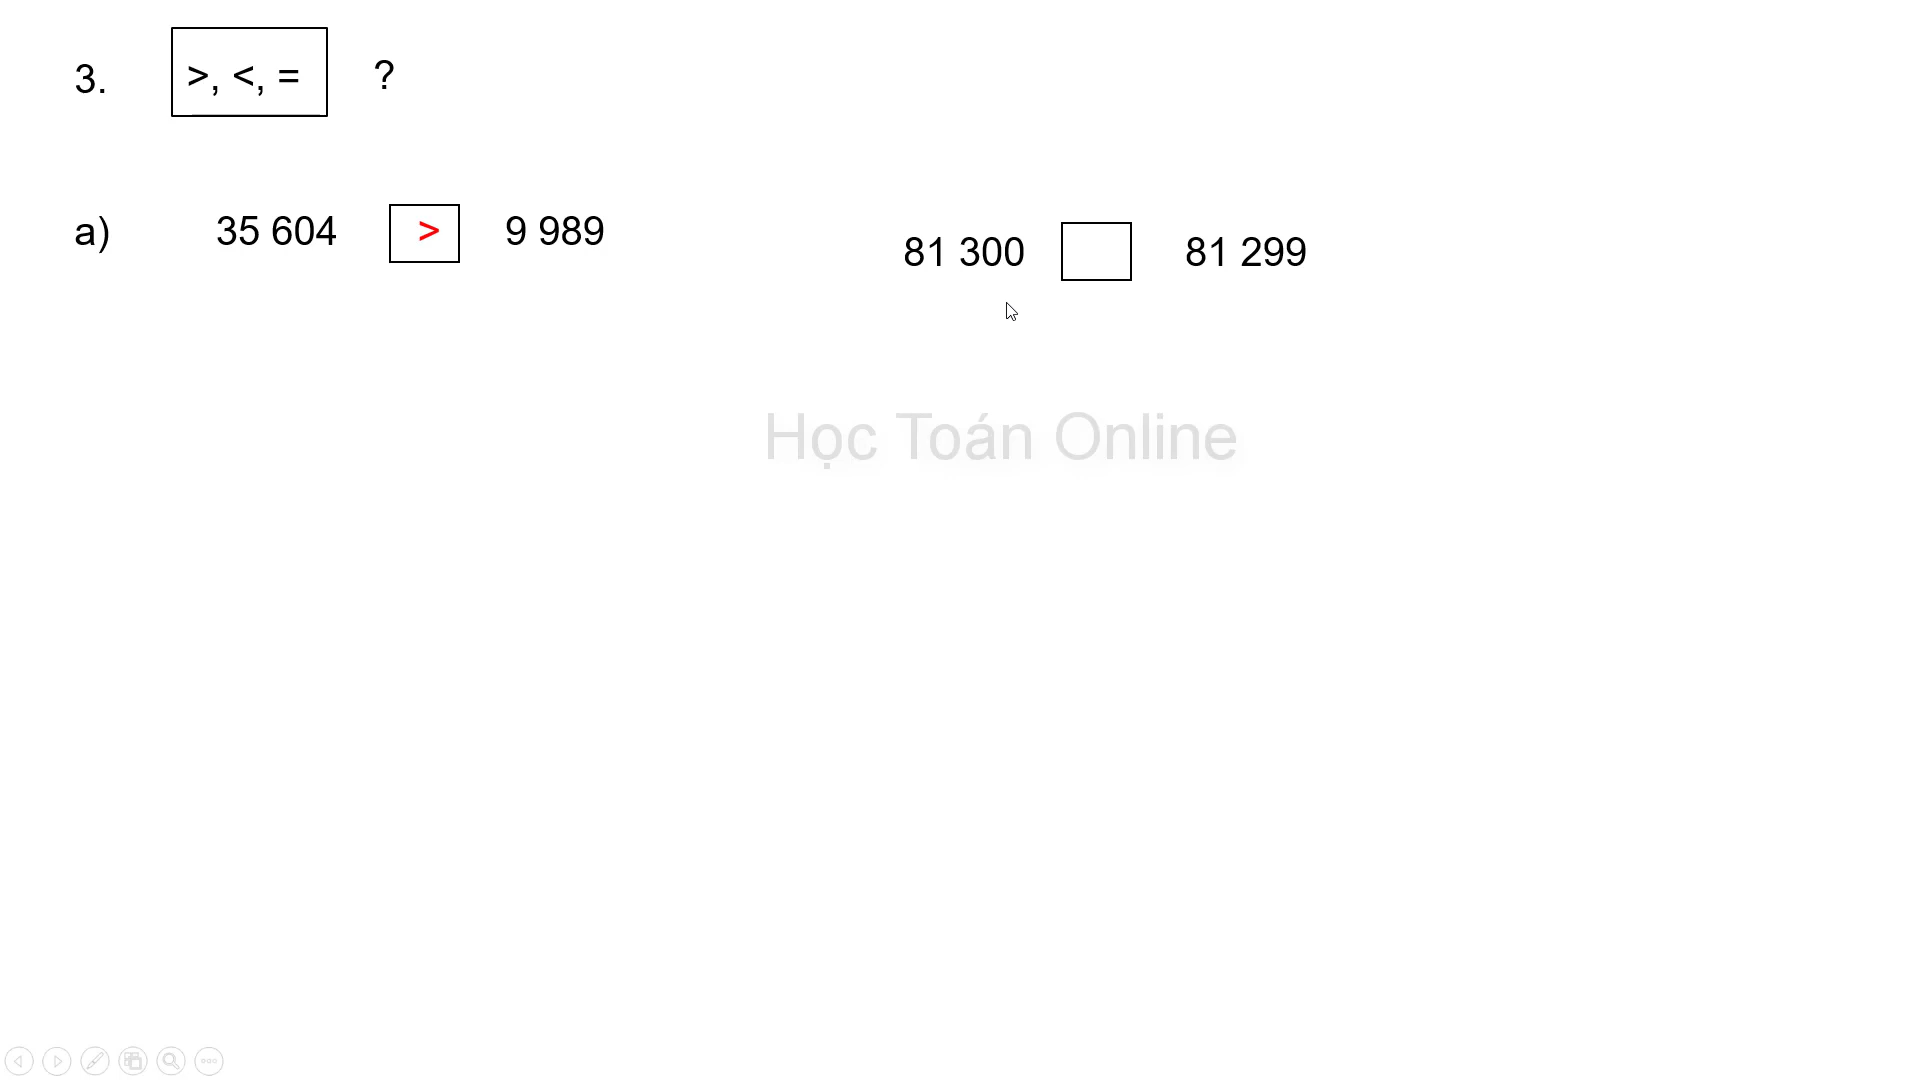 3. >, <, = ?
a) 35 604 > 9 989 81 300 81 299
Học Toán Online